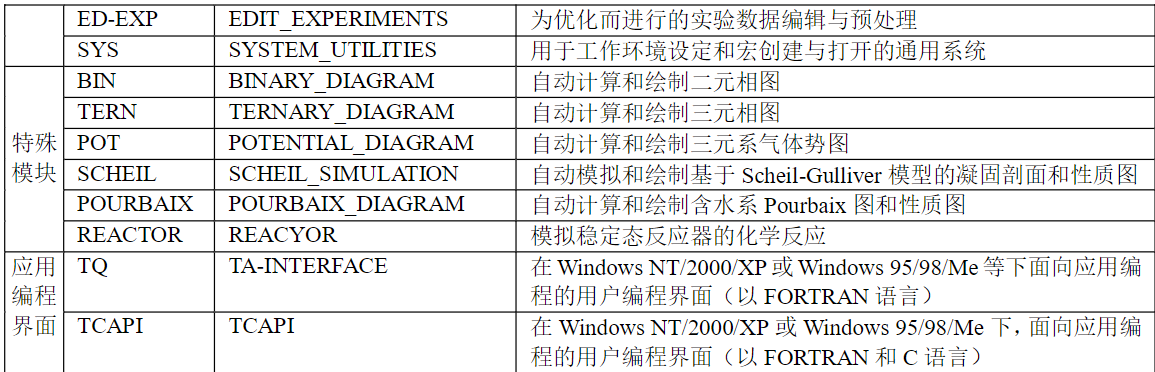 ED-EXP EDIT_EXPERIMENTS 为优化而进行的实验数据编辑与预处理
SYS SYSTEM_UTILITIES 用于工作环境设定和宏创建与打开的通用系统
特殊
模块
BIN BINARY_DIAGRAM 自动计算和绘制二元相图
TERN TERNARY_DIAGRAM 自动计算和绘制三元相图
POT POTENTIAL_DIAGRAM 自动计算和绘制三元系气体势图
SCHEIL SCHEIL_SIMULATION 自动模拟和绘制基于 Scheil-Gulliver 模型的凝固剖面和性质图
POURBAIX POURBAIX_DIAGRAM 自动计算和绘制含水系 Pourbaix 图和性质图
REACTOR REACYOR 模拟稳定态反应器的化学反应
应用
编程
界面
TQ TA-INTERFACE 在 Windows NT/2000/XP 或 Windows 95/98/Me 等下面向应用编
程的用户编程界面（以 FORTRAN 语言）
TCAPI TCAPI 在 Windows NT/2000/XP 或 Windows 95/98/Me 下，面向应用编
程的用户编程界面（以 FORTRAN 和 C 语言）